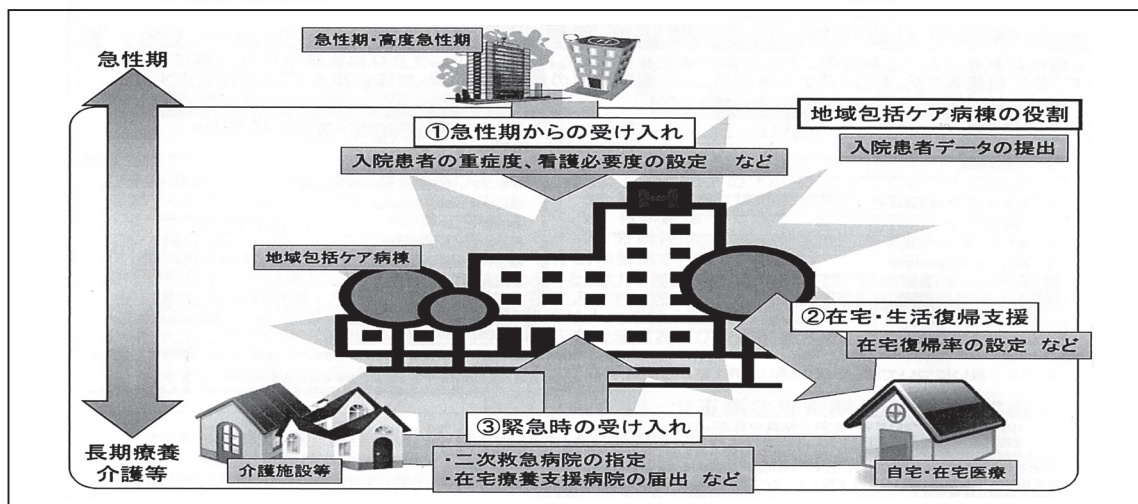 急性期・高度急性期
急性期
①急性期からの受け入れ
入院患者の重症度、看護必要度の設定 など
地域包括ケア病棟の役割
入院患者データの提出
地域包括ケア病棟
②在宅・生活復帰支援
在宅復帰率の設定 など
③緊急時の受け入れ
・二次救急病院の指定
・在宅療養支援病院の届出 など
長期療養
介護等
介護施設等
自宅・在宅医療